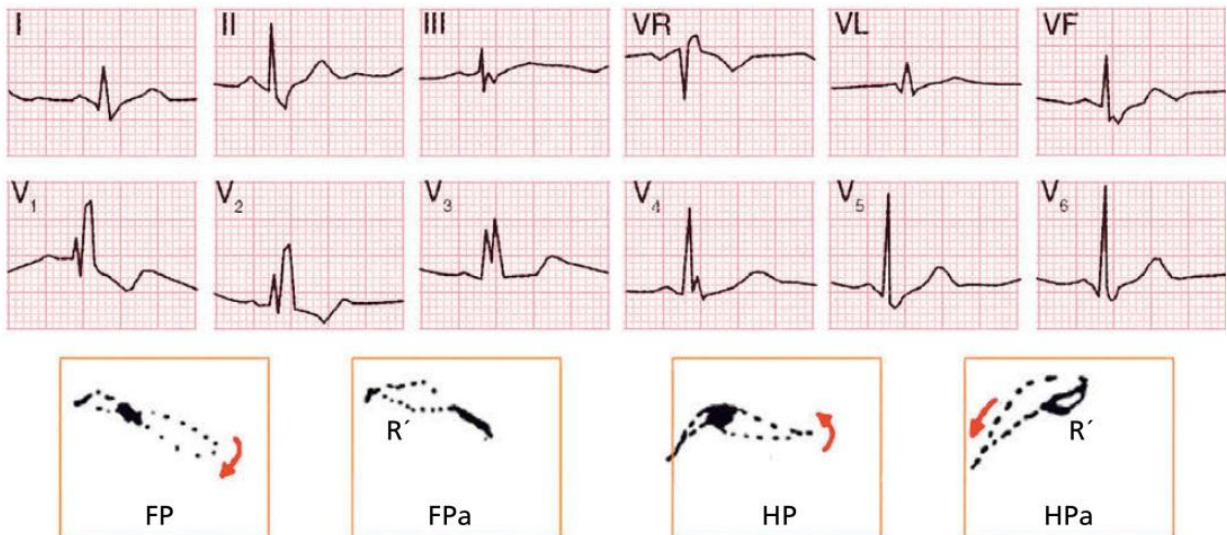 I II III VR VL VF
V1 V2 V3 V4 V5 V6
R´ R´
FP FPa HP HPa